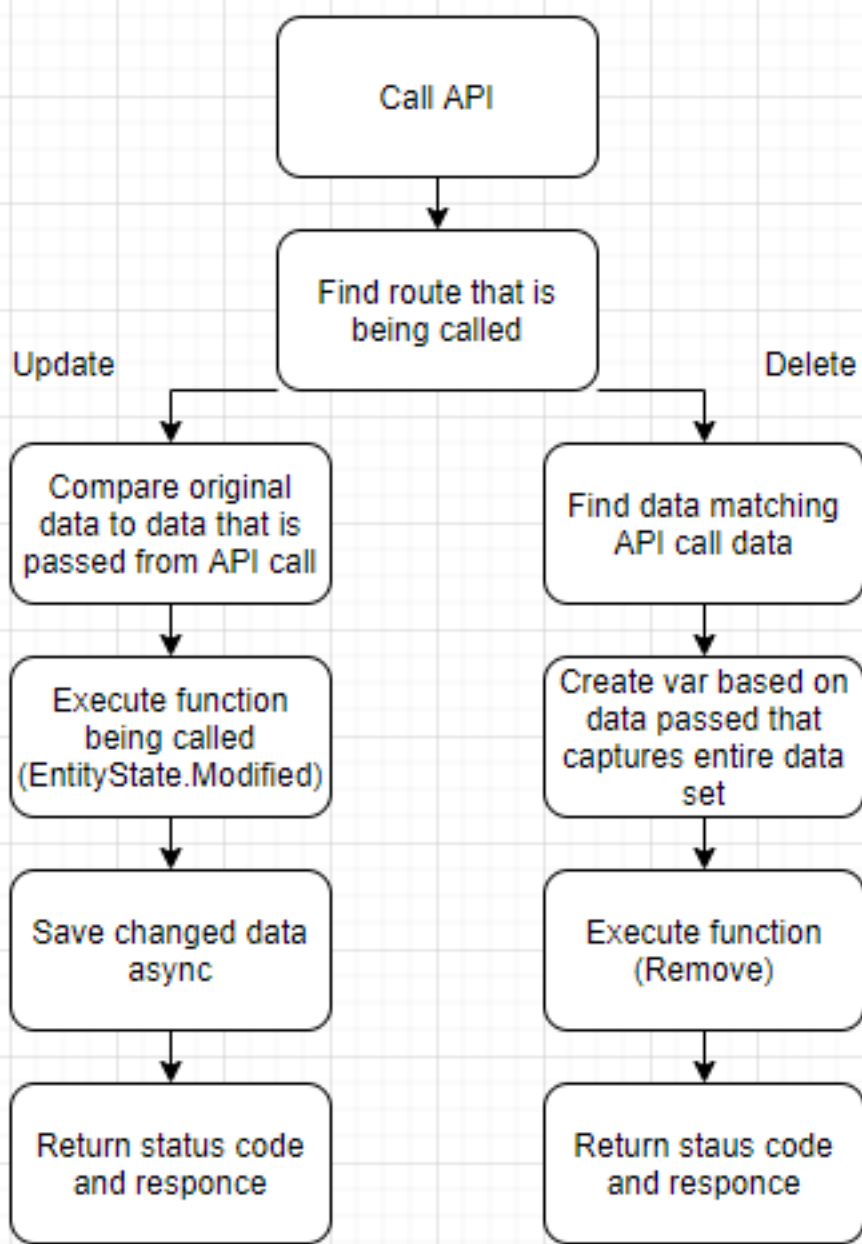 Call API
Find route that is
being called
Update
Delete
Compare original
data to data that is
passed from API call
Find data matching
API call data
Execute function
being called
(EntityState.Modified)
Create var based on
data passed that
captures entire data
set
Save changed data
async
Execute function
(Remove)
Return status code
and responce
Return staus code
and responce